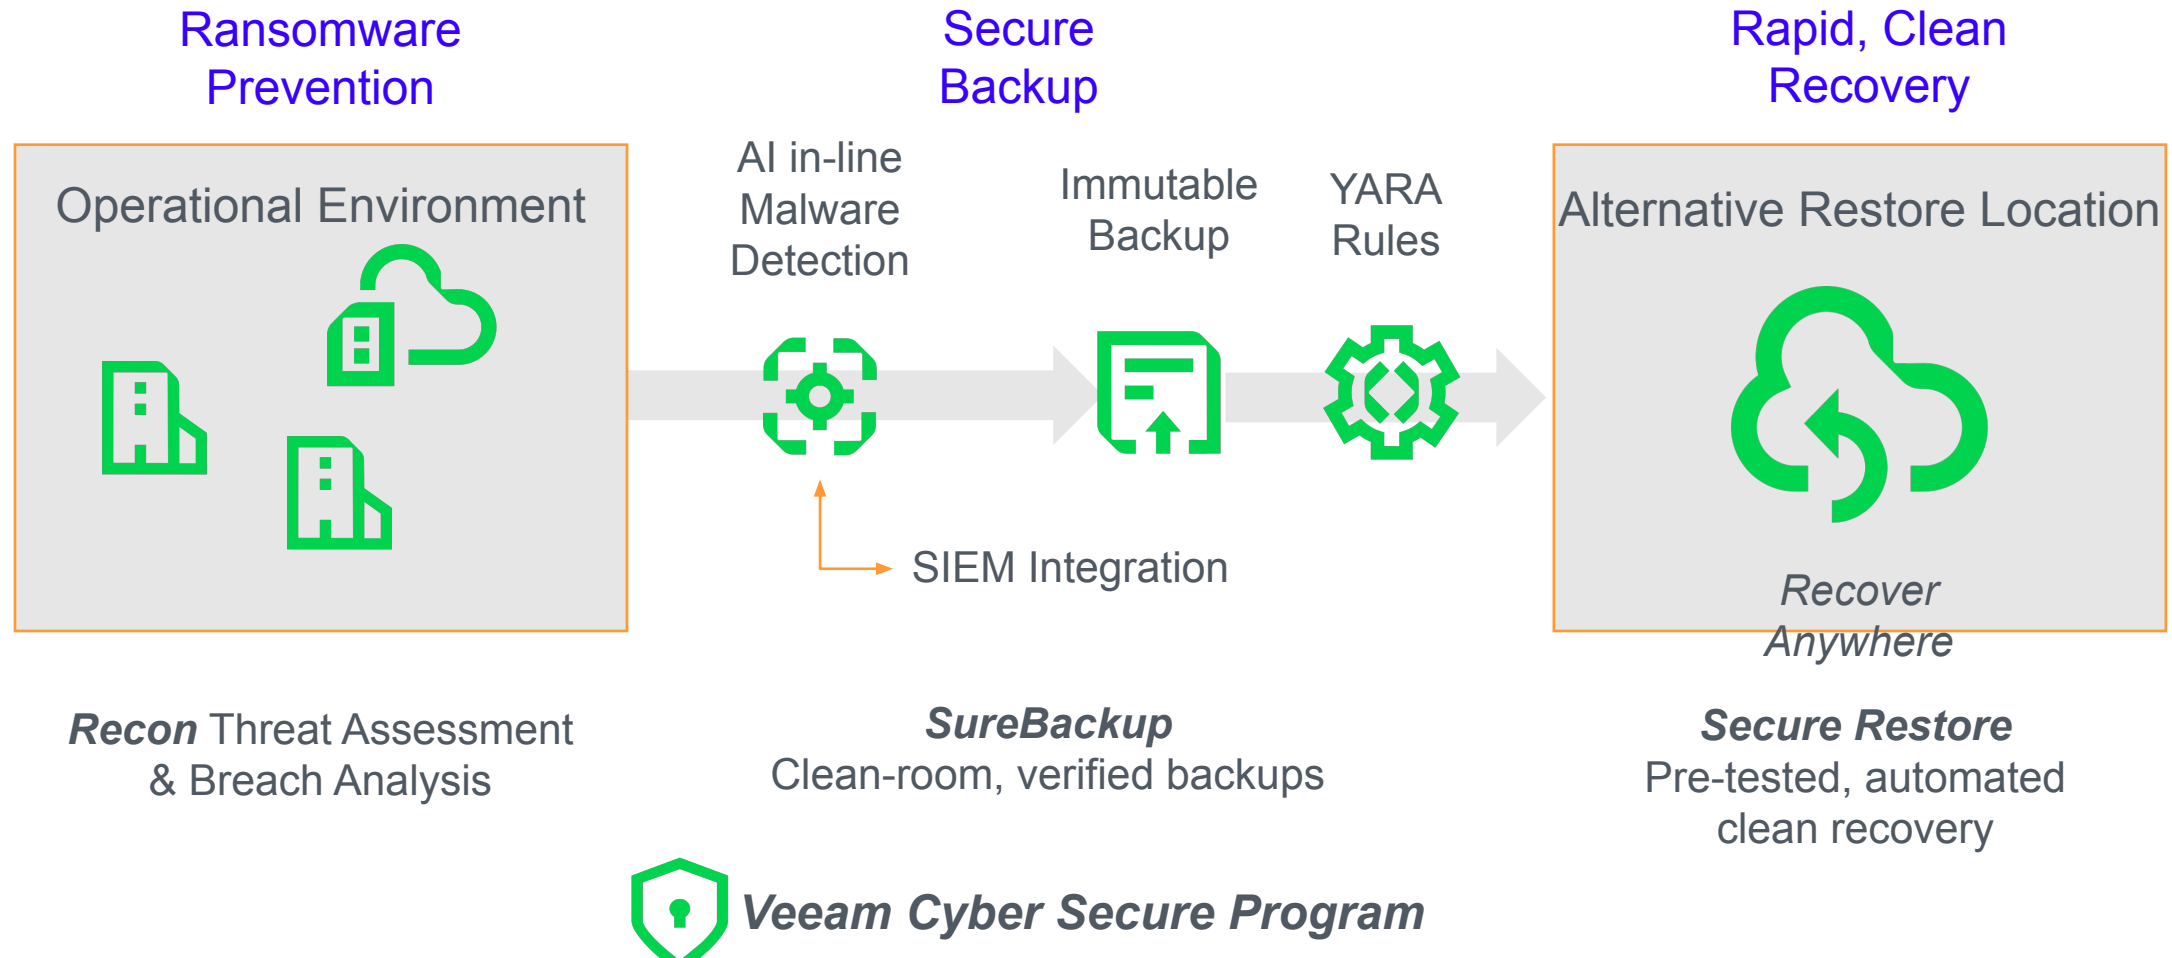 Ransomware
Prevention
Secure
Backup
Rapid, Clean
Recovery
Operational Environment
AI in-line
Malware
Detection
Immutable
Backup
YARA
Rules
Alternative Restore Location
SIEM Integration
Recover
Anywhere
Recon Threat Assessment
& Breach Analysis
SureBackup
Clean-room, verified backups
Secure Restore
Pre-tested, automated
clean recovery
Veeam Cyber Secure Program